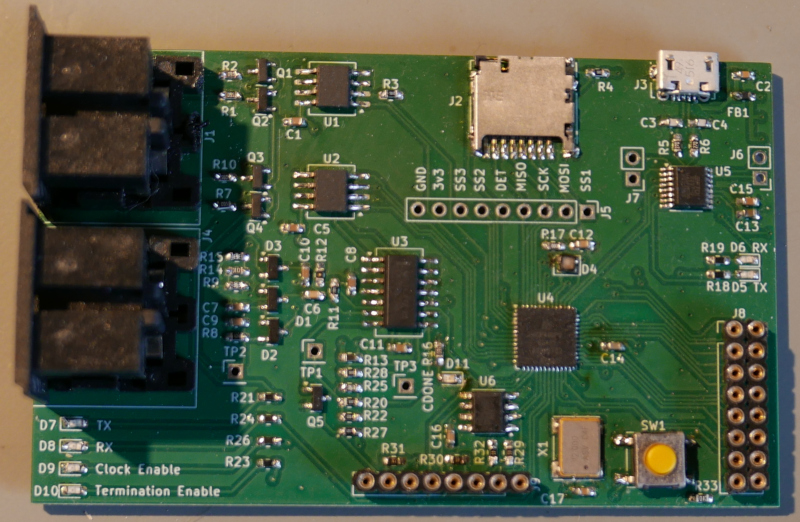 R2
Q1
R1
Q2
U1
R3
C1
J1
J2
R4
J3
C2
FB1
C3
C4
R5
R6
J6
U5
J7
C15
C13
R10
Q3
R7
Q4
U2
C5
GND
3v3
SS3
SS2
DET
MISO
SCK
MOSI
SS1
J5
J4
D3
R15
R14
R9
C10
R12
C8
U3
C6
R11
D1
C7
C9
R8
D2
R17
C12
D4
R19
D6 RX
R18
D5 TX
U4
J8
C14
C11
R16
TP2
TP1
R13
R28
R25
TP3
CDONE
D11
U6
R21
R20
R24
R22
Q5
R27
R26
R23
C16
R31
R30
R32
R29
X1
SW1
C17
R33
D7 TX
D8 RX
D9 Clock Enable
D10 Termination Enable